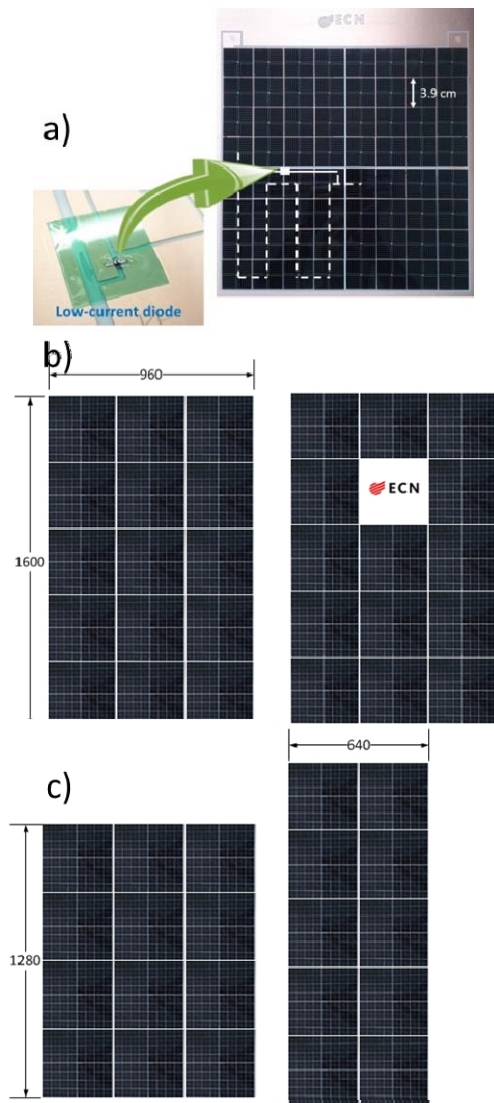 ECN
a)
3.9 cm
Low-current diode
b)
960
1600
ECN
c)
640
1280